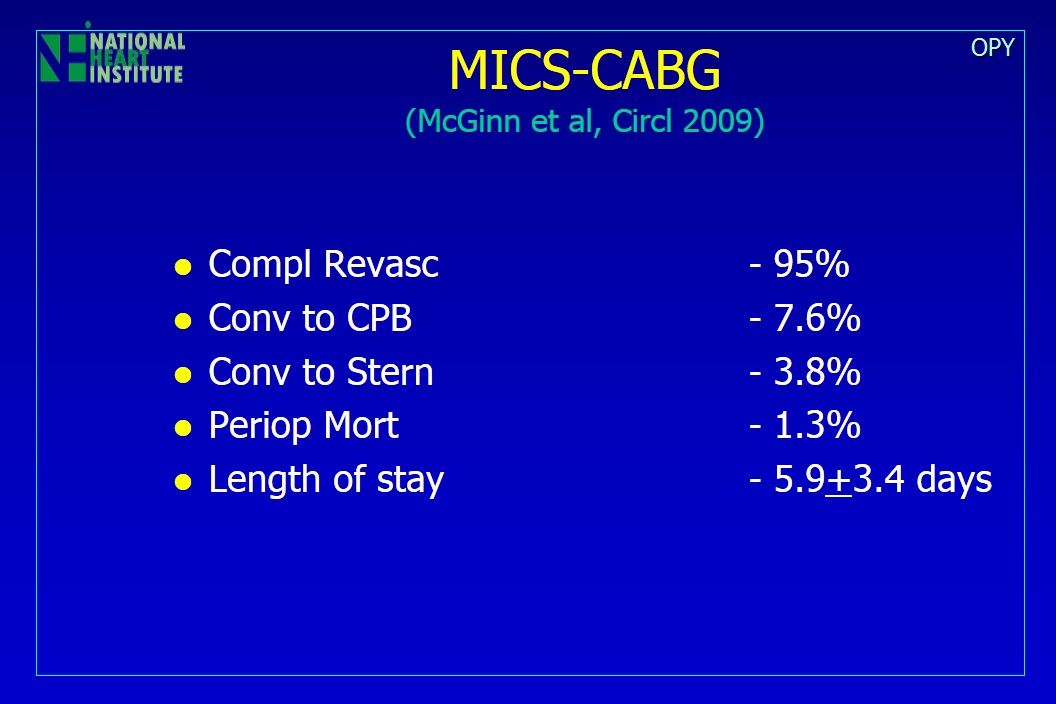 NATIONAL
HEART
INSTITUTE
OPY
MICS-CABG
(McGinn et al, Circl 2009)
● Compl Revasc - 95%
● Conv to CPB - 7.6%
● Conv to Stern - 3.8%
● Periop Mort - 1.3%
● Length of stay - 5.9±3.4 days